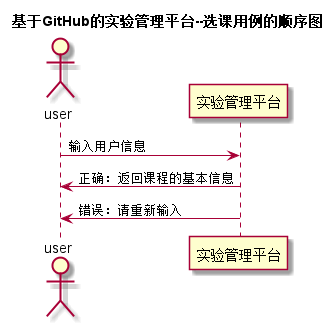 基于GitHub的实验管理平台--选课用例的顺序图
user
实验管理平台
输入用户信息
正确：返回课程的基本信息
错误：请重新输入
user
实验管理平台